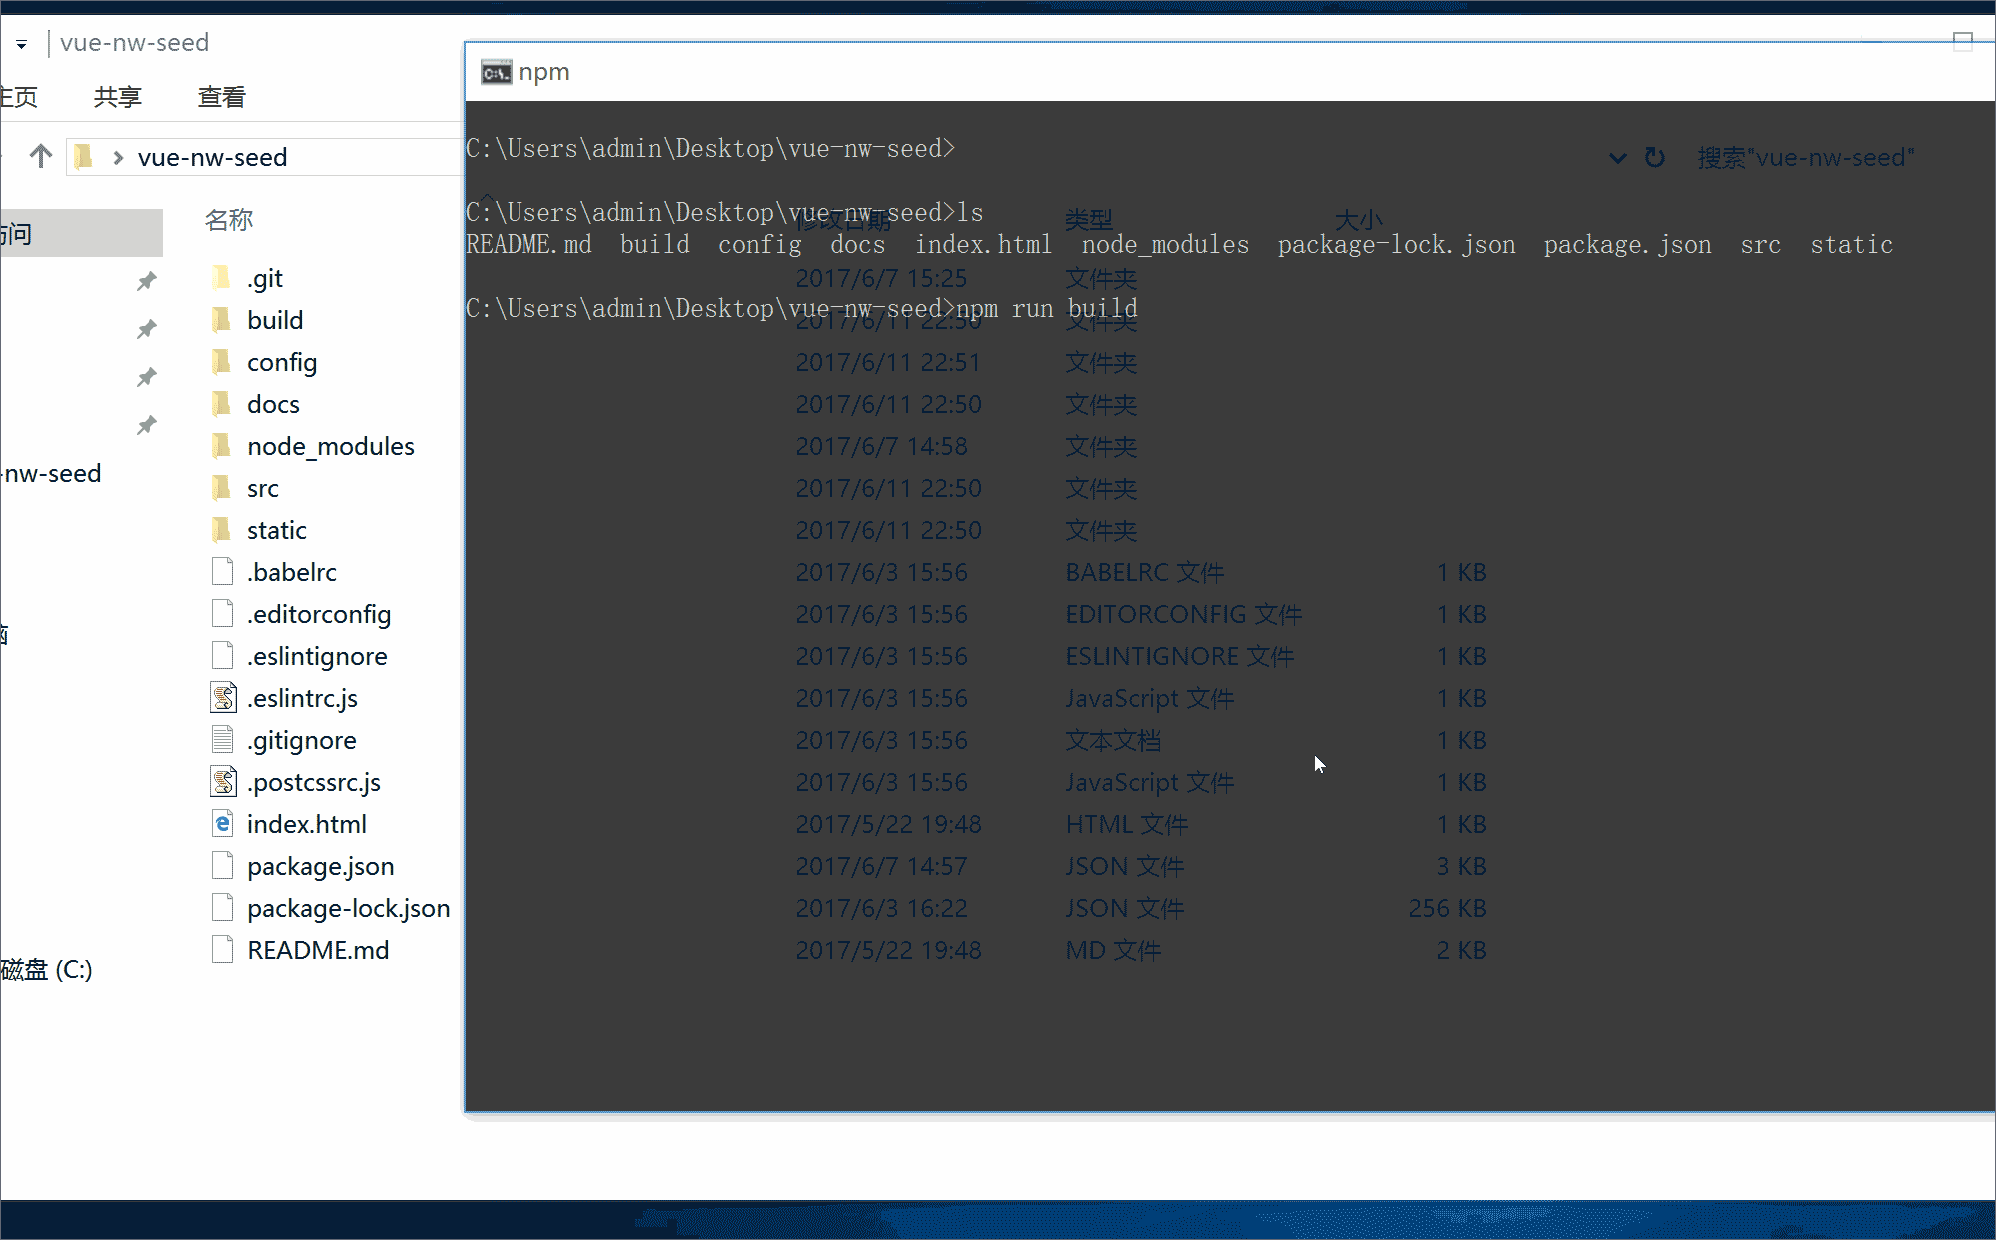 vue-nw-seed
npm
主页 共享 查看
vue-nw-seed
搜索"vue-nw-seed"
C:\Users\admin\Desktop\vue-nw-seed>
C:\Users\admin\Desktop\vue-nw-seed>ls
README.md build config docs index.html node_modules package-lock.json package.json src static
C:\Users\admin\Desktop\vue-nw-seed>npm run build
访问
-nw-seed
磁盘 (C:)
名称 修改日期 类型 大小
.git 2017/6/7 15:25 文件夹
build 2017/6/11 22:50 文件夹
config 2017/6/11 22:51 文件夹
docs 2017/6/11 22:50 文件夹
node_modules 2017/6/7 14:58 文件夹
src 2017/6/11 22:50 文件夹
static 2017/6/11 22:50 文件夹
.babelrc 2017/6/3 15:56 BABELRC 文件 1 KB
.editorconfig 2017/6/3 15:56 EDITORCONFIG 文件 1 KB
.eslintignore 2017/6/3 15:56 ESLINTIGNORE 文件 1 KB
.eslintrc.js 2017/6/3 15:56 JavaScript 文件 1 KB
.gitignore 2017/6/3 15:56 文本文档 1 KB
.postcssrc.js 2017/6/3 15:56 JavaScript 文件 1 KB
index.html 2017/5/22 19:48 HTML 文件 1 KB
package.json 2017/6/7 14:57 JSON 文件 3 KB
package-lock.json 2017/6/3 16:22 JSON 文件 256 KB
README.md 2017/5/22 19:48 MD 文件 2 KB